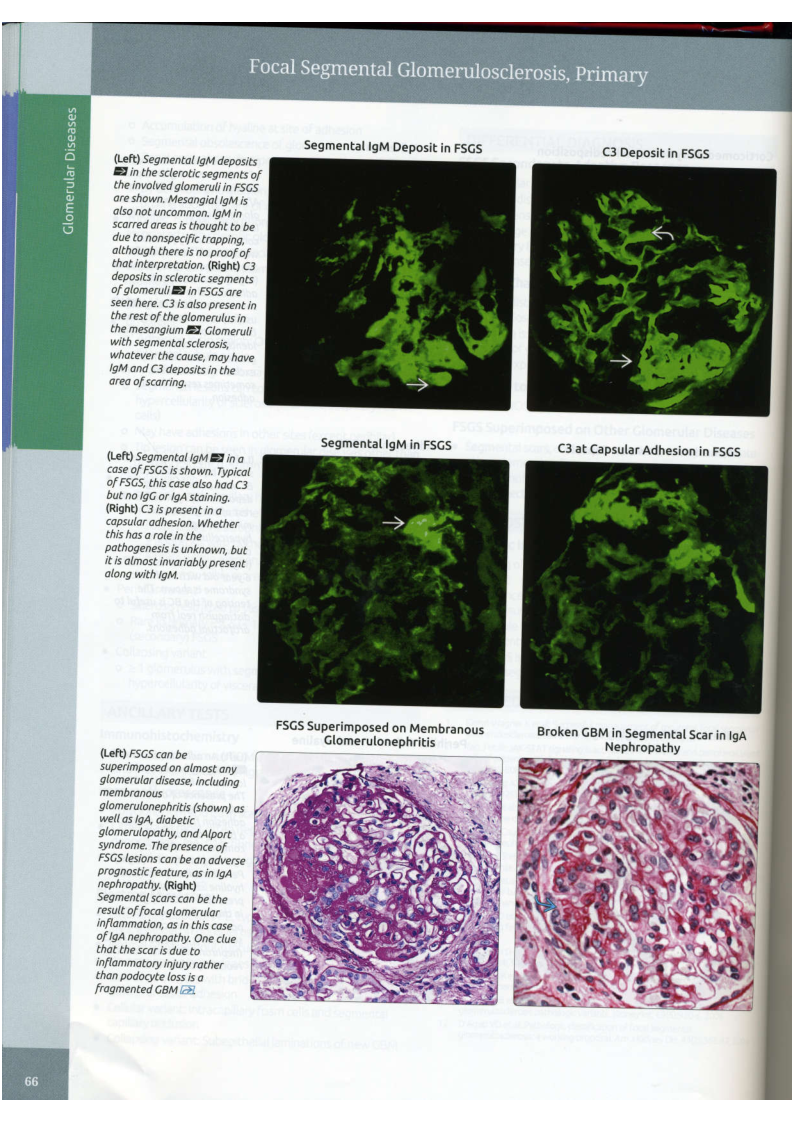 Focal Segmental Glomerulosclerosis, Primary
Glomerular Diseases
(Left) Segmental IgM deposits
in the sclerotic segments of
the involved glomeruli in FSGS
are shown. Mesangial IgM is
also not uncommon. IgM in
scarred areas is thought to be
due to nonspecific trapping,
although there is no proof of
that interpretation. (Right) C3
deposits in sclerotic segments
of glomeruli in FSGS are
seen here. C3 is also present in
the rest of the glomerulus in
the mesangium. Glomeruli
with segmental sclerosis,
whatever the cause, may have
IgM and C3 deposits in the
area of scarring.
Segmental IgM Deposit in FSGS
C3 Deposit in FSGS
(Left) Segmental IgM in a
case of FSGS is shown. Typical
of FSGS, this case also had C3
but no IgG or IgA staining.
(Right) C3 is present in a
capsular adhesion. Whether
this has a role in the
pathogenesis is unknown, but
it is almost invariably present
along with IgM.
Segmental IgM in FSGS
C3 at Capsular Adhesion in FSGS
(Left) FSGS can be
superimposed on almost any
glomerular disease, including
membranous
glomerulonephritis (shown) as
well as IgA, diabetic
glomerulopathy, and Alport
syndrome. The presence of
FSGS lesions can be an adverse
prognostic feature, as in IgA
nephropathy. (Right)
Segmental scars can be the
result of focal glomerular
inflammation, as in this case
of IgA nephropathy. One clue
that the scar is due to
inflammatory injury rather
than podocyte loss is a
fragmented GBM.
FSGS Superimposed on Membranous
Glomerulonephritis
Broken GBM in Segmental Scar in IgA
Nephropathy
66